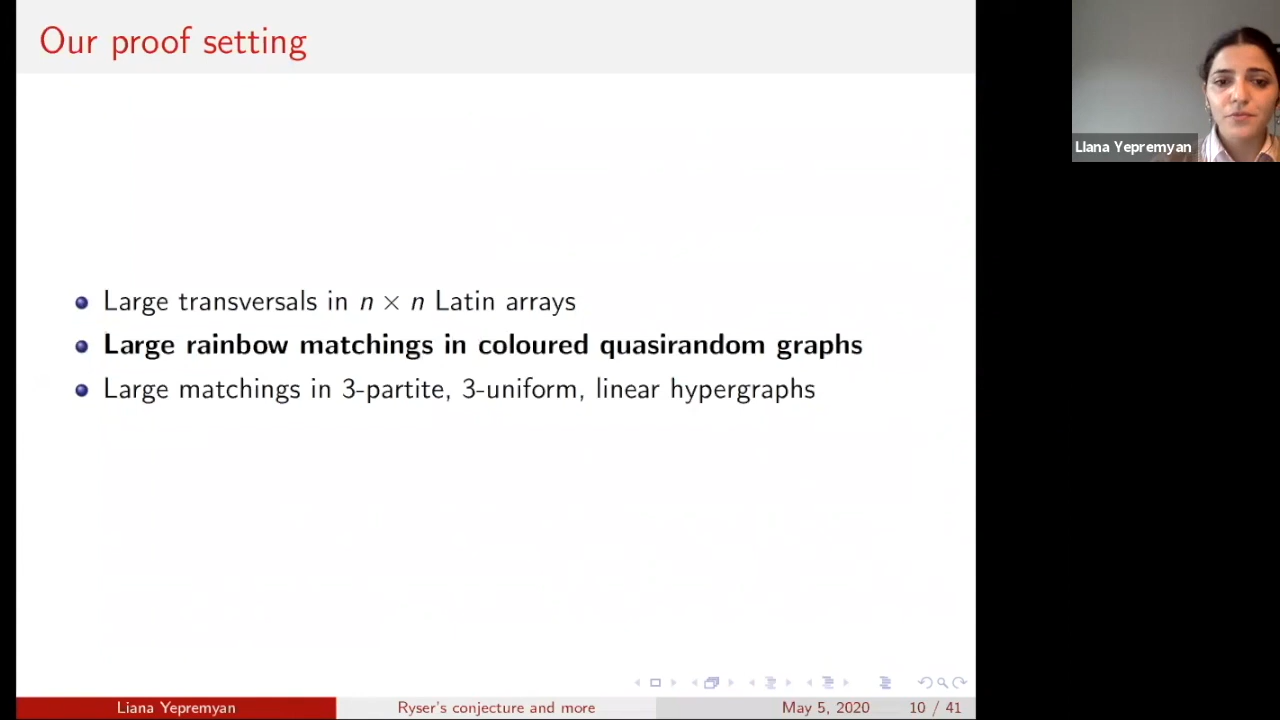 Our proof setting
LIana Yepremyan
Large transversals in n × n Latin arrays
Large rainbow matchings in coloured quasirandom graphs
Large matchings in 3-partite, 3-uniform, linear hypergraphs
Liana Yepremyan
Ryser's conjecture and more
May 5, 2020
10 / 41